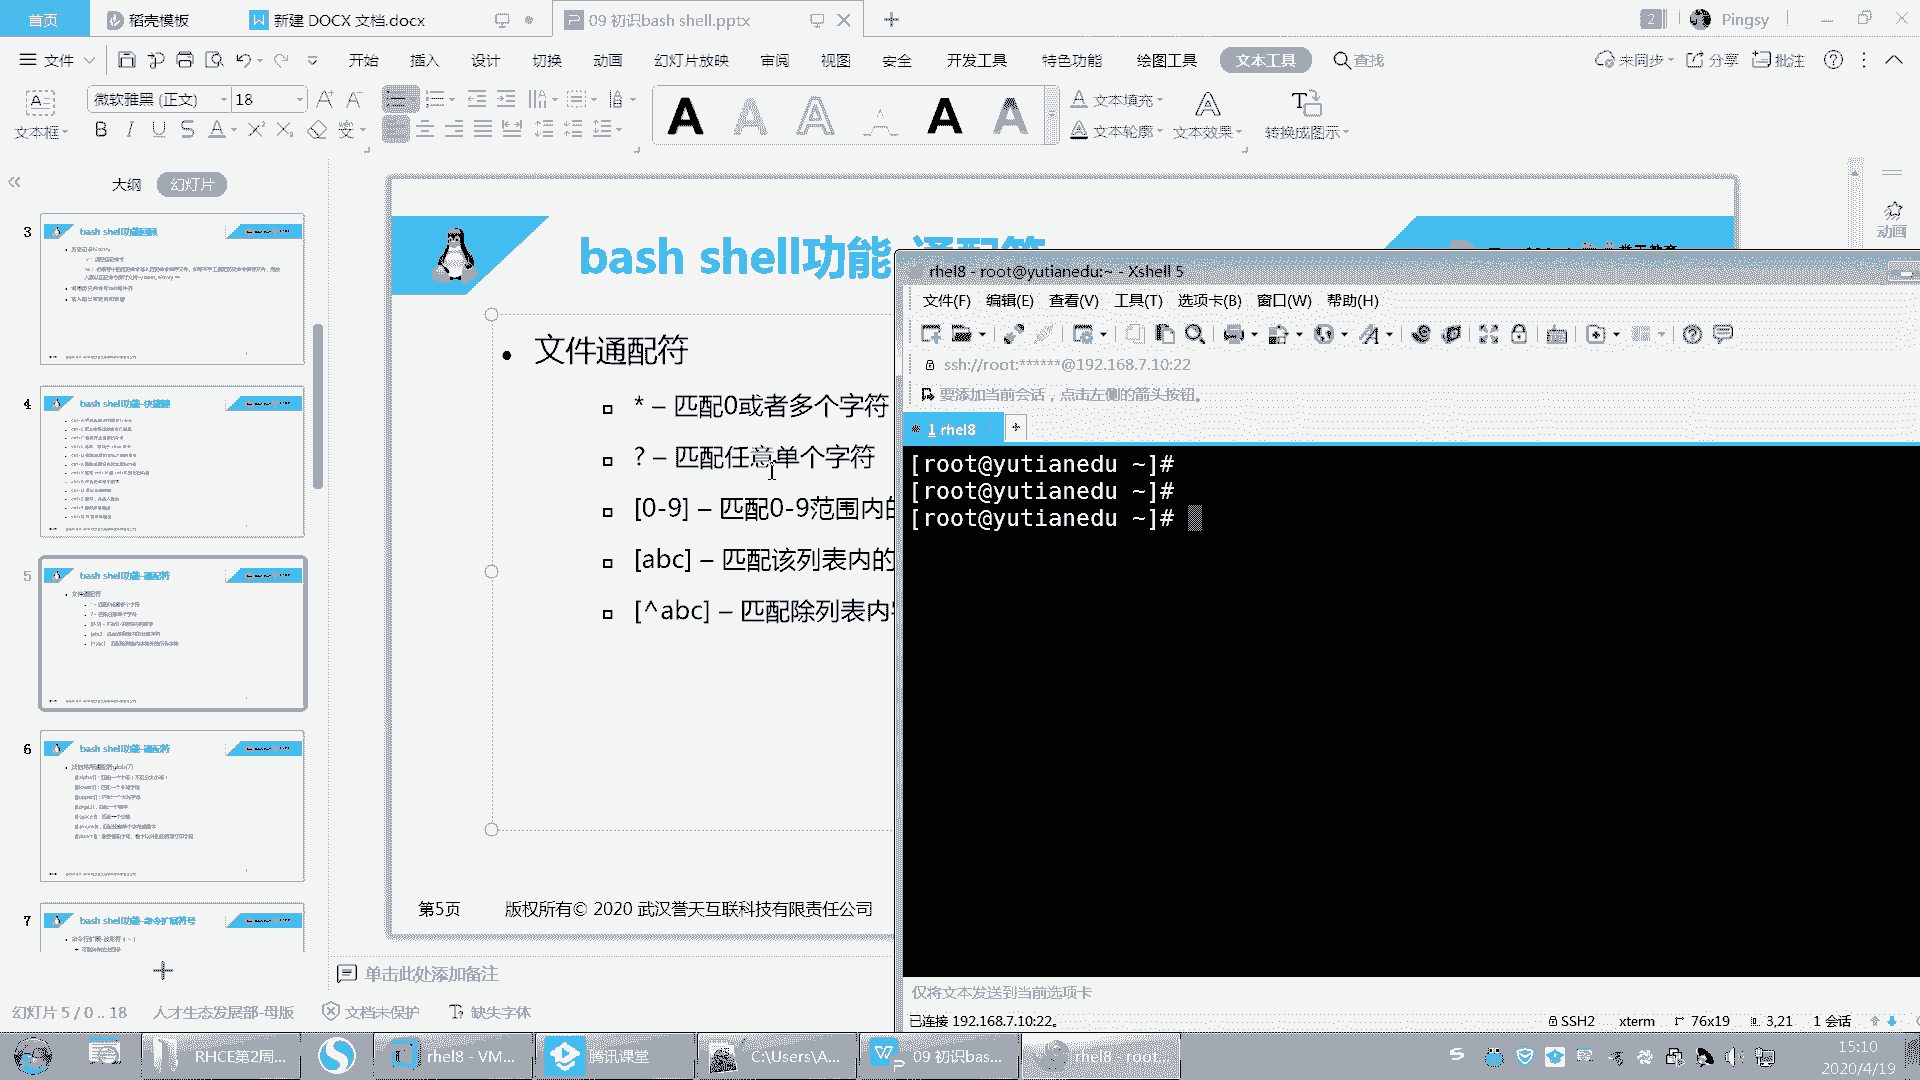 首页
稻壳模板
新建 DOCX 文档.docx
09 初识bash shell.pptx
2
Pingsy
文件
开始
插入
设计
切换
动画
幻灯片放映
审阅
视图
安全
开发工具
特色功能
绘图工具
文本工具
查找
未同步
分享
批注
文本框
微软雅黑 (正文)
18
文本填充
文本轮廓
文本效果
转换成图示
大纲
幻灯片
动画
3
bash shell功能回顾
4
bash shell功能-快捷键
5
bash shell功能-通配符
文件通配符
6
bash shell功能-通配符
7
bash shell功能-命令扩展符号
bash shell功能-通配符
文件通配符
* – 匹配0或者多个字符
? – 匹配任意单个字符
[0-9] – 匹配0-9范围内的
[abc] – 匹配该列表内的
[^abc] – 匹配除列表内
第5页
版权所有© 2020 武汉誉天互联科技有限责任公司
单击此处添加备注
幻灯片 5 / 0 .. 18
人才生态发展部-母版
文档未保护
缺失字体
rhel8 - root@yutianedu:~ - Xshell 5
文件(F) 编辑(E) 查看(V) 工具(T) 选项卡(B) 窗口(W) 帮助(H)
ssh://root:******@192.168.7.10:22
要添加当前会话，点击左侧的箭头按钮。
1 rhel8
[root@yutianedu ~]#
[root@yutianedu ~]#
[root@yutianedu ~]#
仅将文本发送到当前选项卡
已连接 192.168.7.10:22。
SSH2
xterm
76x19
3,21
1 会话
RHCE第2周...
rhel8 - VM...
腾讯课堂
C:\Users\A...
09 初识bas...
rhel8 - root...
15:10
2020/4/19